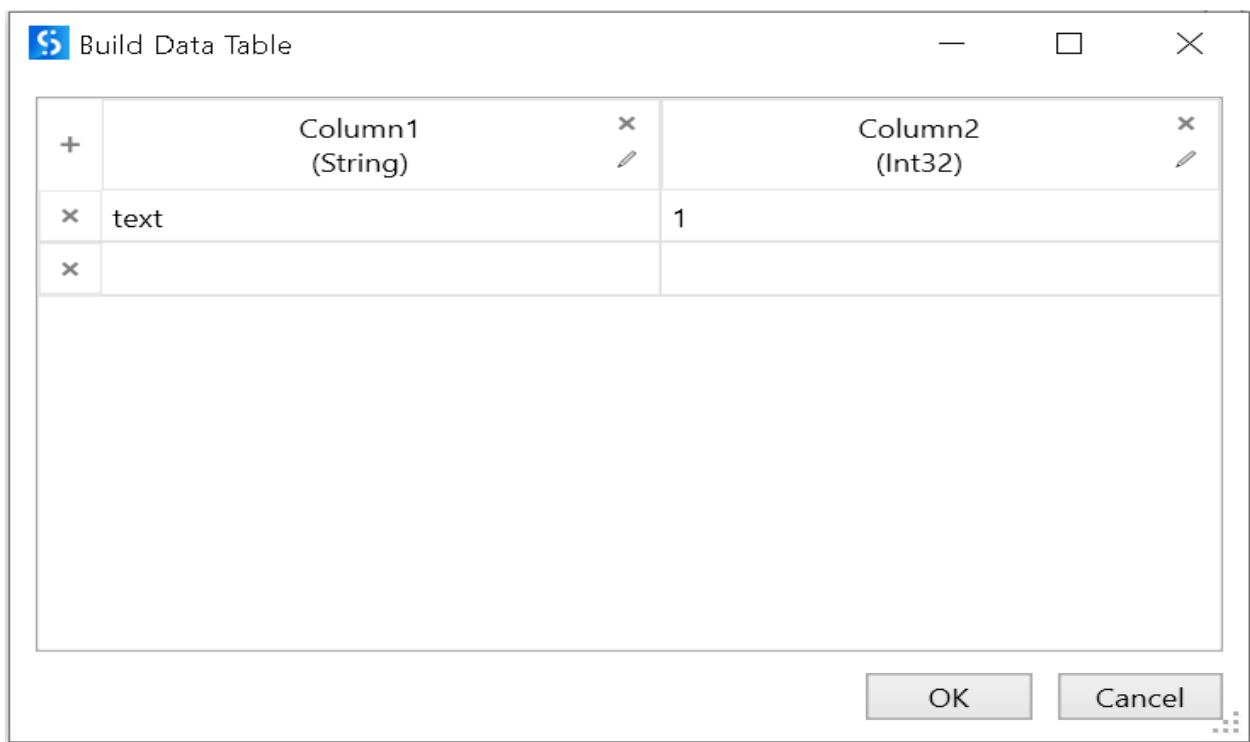 Build Data Table
Column1
(String)
Column2
(Int32)
text
1
OK
Cancel